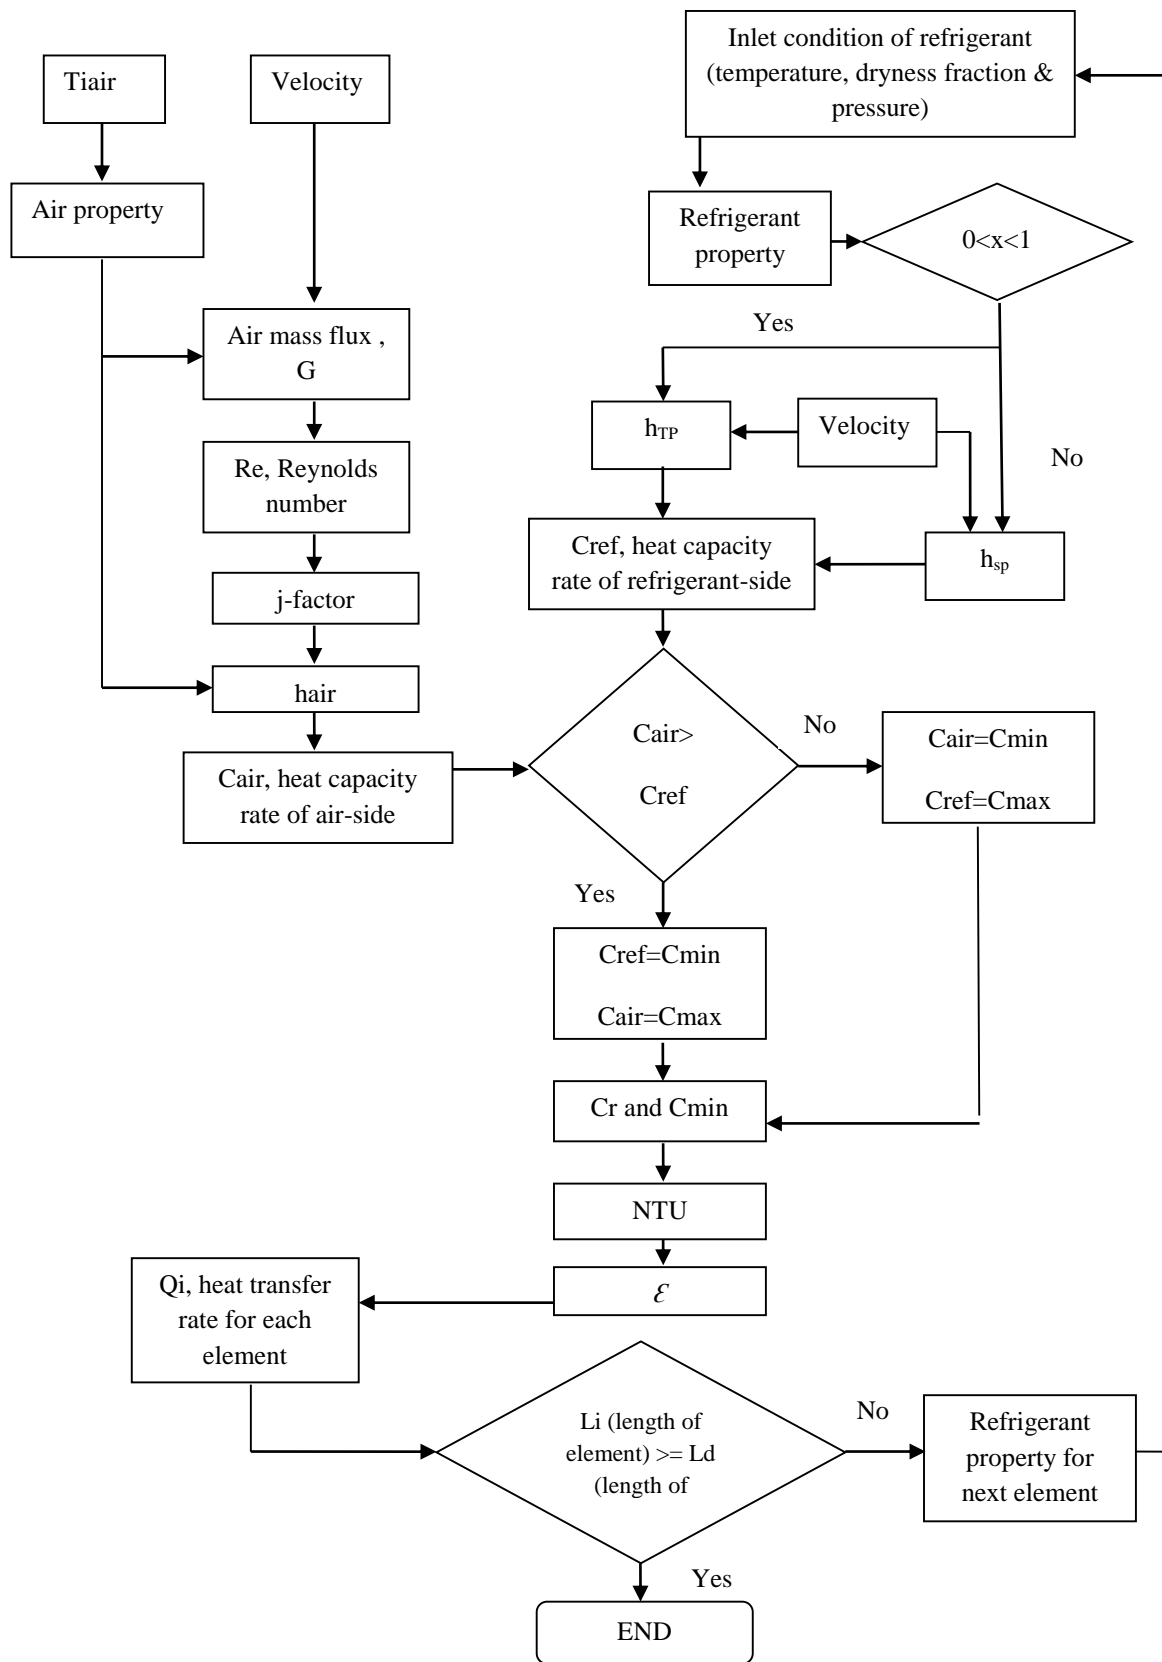 Inlet condition of refrigerant
(temperature, dryness fraction &
pressure)
Tiair
Velocity
Air property
Refrigerant
property
0<x<1
Yes
Air mass flux ,
G
hTP
Velocity
No
Re, Reynolds
number
Cref, heat capacity
rate of refrigerant-side
hsp
j-factor
hair
Cair>
Cref
No
Cair=Cmin
Cref=Cmax
Cair, heat capacity
rate of air-side
Yes
Cref=Cmin
Cair=Cmax
Cr and Cmin
NTU
Ɛ
Qi, heat transfer
rate for each
element
Li (length of
element) >= Ld
(length of
No
Refrigerant
property for
next element
Yes
END